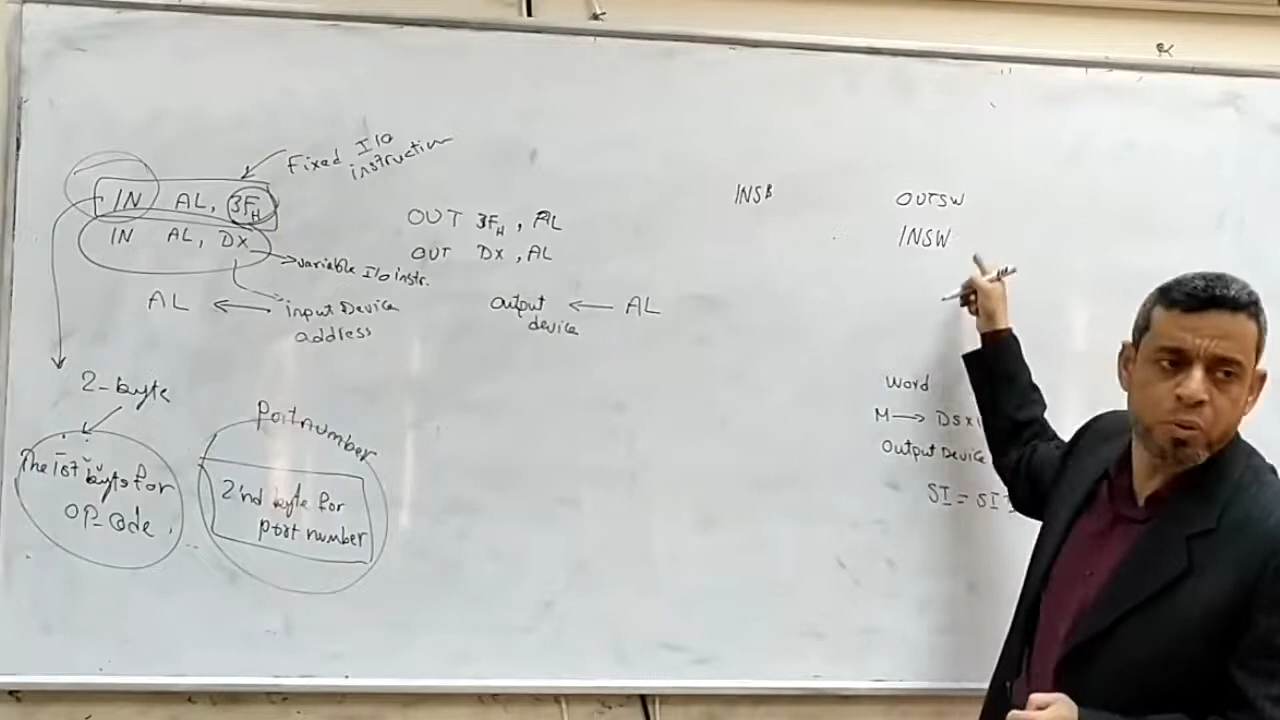 Fixed I/O
instruction
IN AL, 3FH
IN AL, DX
variable I/O instr.
AL ← input Device
address
2-byte
The 1st byte for
OP-Code.
Port number
2'nd byte for
port number
OUT 3FH, AL
OUT DX, AL
output ← AL
device
INSB
OUTSW
INSW
Word
M → DS×
Output Device
SI = SI